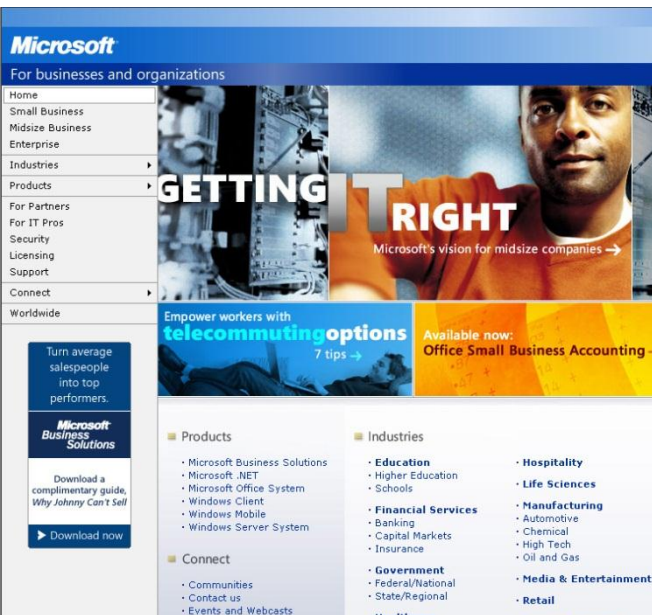 Microsoft
For businesses and organizations
Home
Small Business
Midsize Business
Enterprise
Industries
Products
For Partners
For IT Pros
Security
Licensing
Support
Connect
Worldwide
GETTING IT RIGHT
Microsoft's vision for midsize companies →
Empower workers with
telecommutingoptions
7 tips →
Available now:
Office Small Business Accounting
Turn average
salespeople
into top
performers.
Microsoft
Business
Solutions
Download a
complimentary guide,
Why Johnny Can't Sell
Download now
Products
· Microsoft Business Solutions
· Microsoft .NET
· Microsoft Office System
· Windows Client
· Windows Mobile
· Windows Server System
Connect
· Communities
· Contact us
· Events and Webcasts
Industries
· Education
· Higher Education
· Schools
· Financial Services
· Banking
· Capital Markets
· Insurance
· Government
· Federal/National
· State/Regional
· Hospitality
· Life Sciences
· Manufacturing
· Automotive
· Chemical
· High Tech
· Oil and Gas
· Media & Entertainment
· Retail